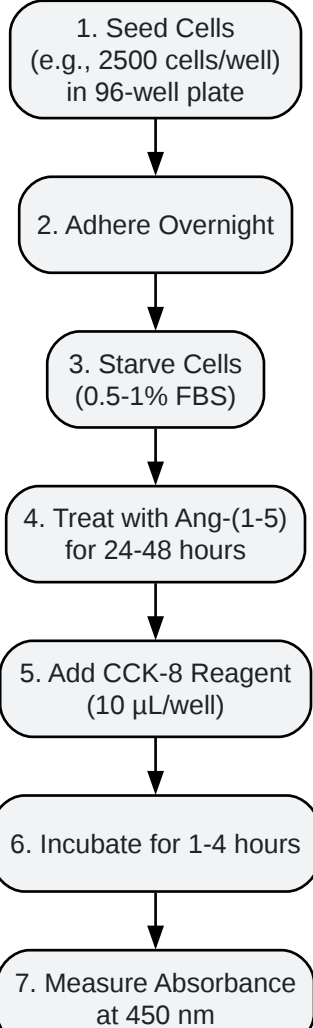 1. Seed Cells
(e.g., 2500 cells/well)
in 96-well plate
2. Adhere Overnight
3. Starve Cells
(0.5-1% FBS)
4. Treat with Ang-(1-5)
for 24-48 hours
5. Add CCK-8 Reagent
(10 µL/well)
6. Incubate for 1-4 hours
7. Measure Absorbance
at 450 nm